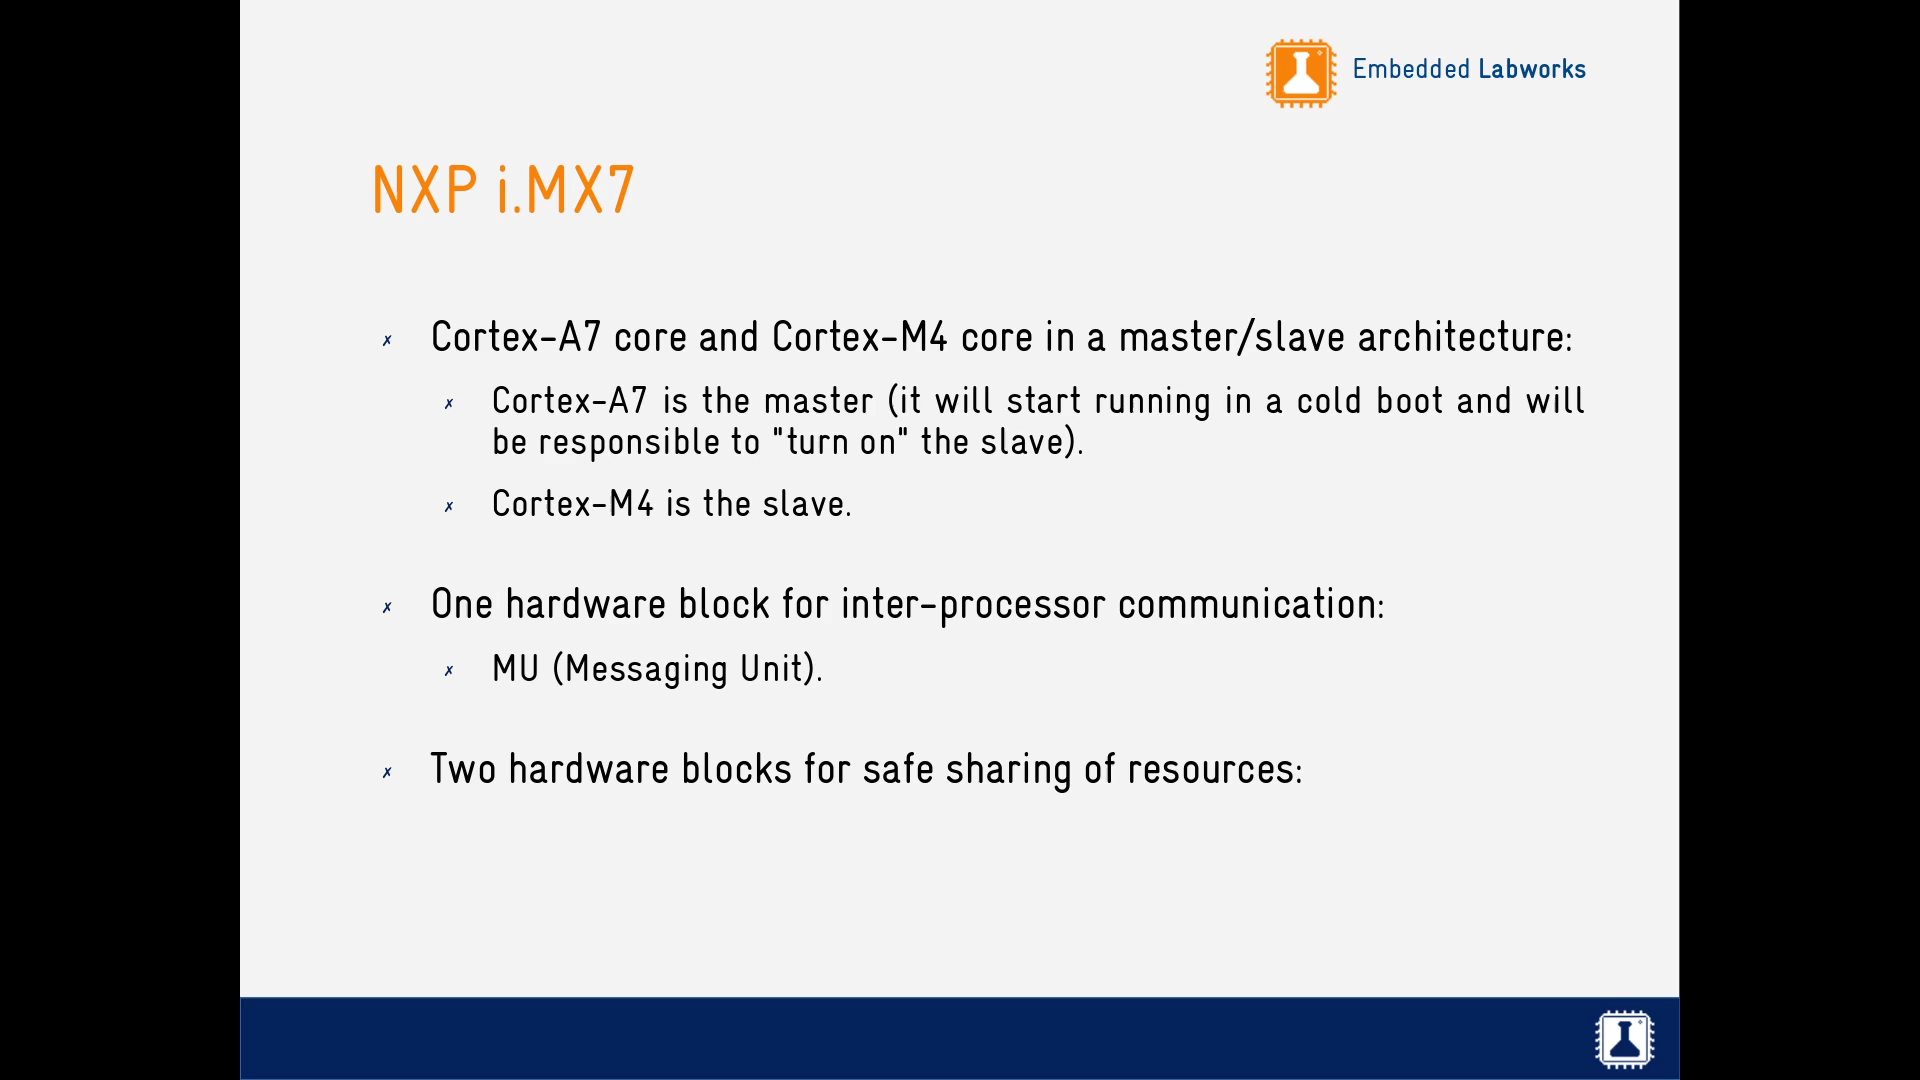 Embedded Labworks
NXP i.MX7
✗ Cortex-A7 core and Cortex-M4 core in a master/slave architecture:
✗ Cortex-A7 is the master (it will start running in a cold boot and will
be responsible to "turn on" the slave).
✗ Cortex-M4 is the slave.
✗ One hardware block for inter-processor communication:
✗ MU (Messaging Unit).
✗ Two hardware blocks for safe sharing of resources: